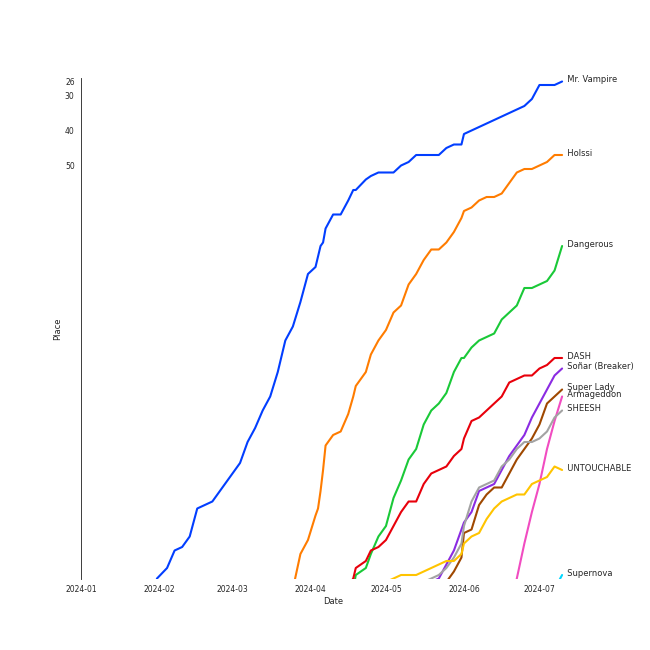 26
30
40
50
Place
Mr. Vampire
Holssi
Dangerous
DASH
Soñar (Breaker)
Super Lady
Armageddon
SHEESH
UNTOUCHABLE
Supernova
2024-01 2024-02 2024-03 2024-04 2024-05 2024-06 2024-07
Date